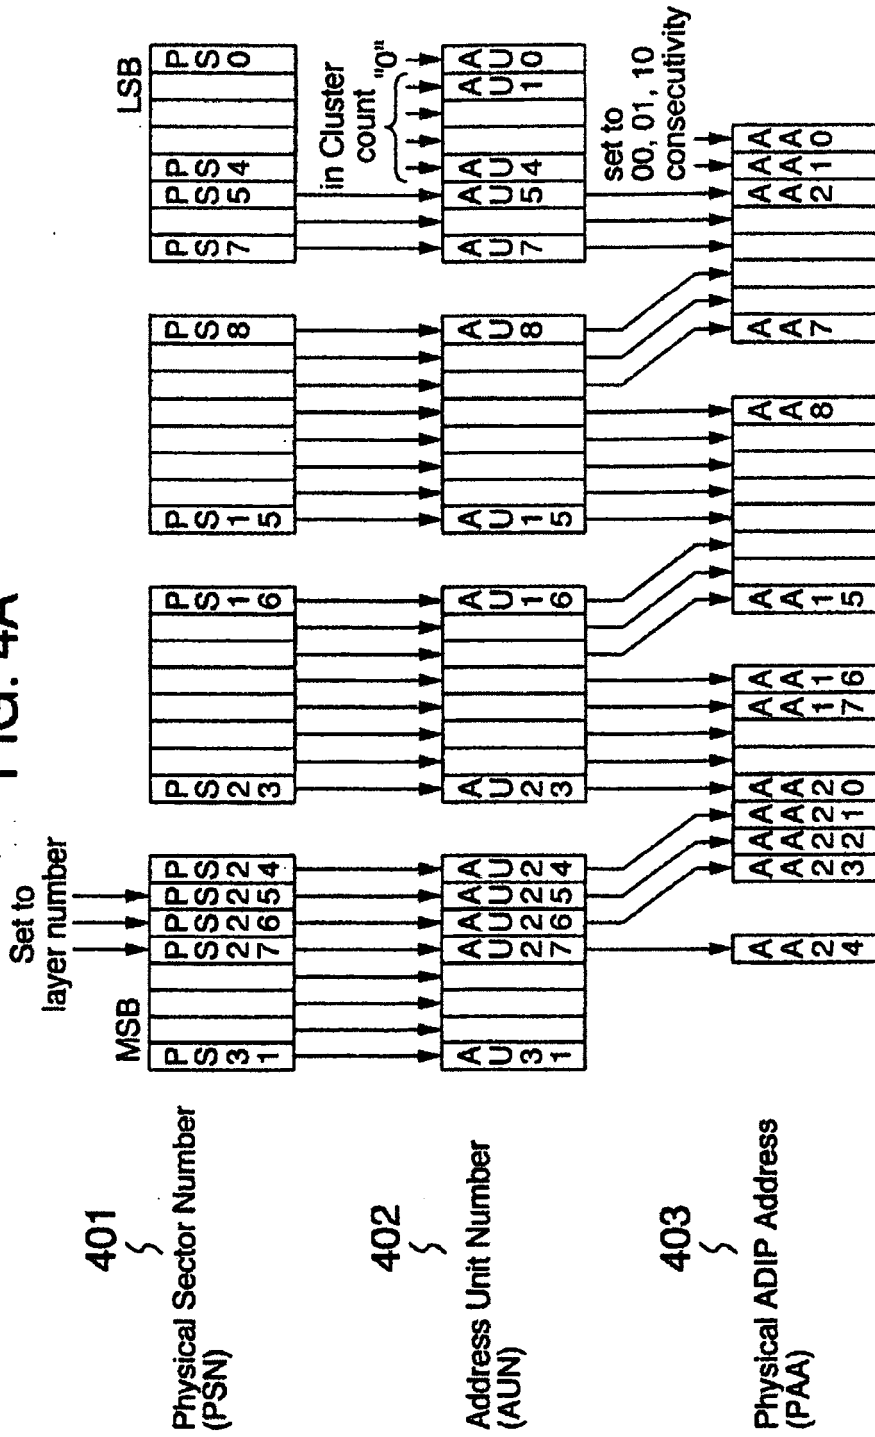 FIG. 4A
Set to
layer number
MSB
LSB
401
Physical Sector Number
(PSN)
PS31 PS27 PS26 PS25 PS24 PS23 PS16 PS15 PS8 PS7 PS5 PS4 PS0
in Cluster
count "0"
402
Address Unit Number
(AUN)
AU31 AU27 AU26 AU25 AU24 AU23 AU16 AU15 AU8 AU7 AU5 AU4 AU1 AU0
set to
00, 01, 10
consecutivity
403
Physical ADIP Address
(PAA)
AA24 AA23 AA22 AA21 AA20 AA17 AA16 AA15 AA8 AA7 AA2 AA1 AA0